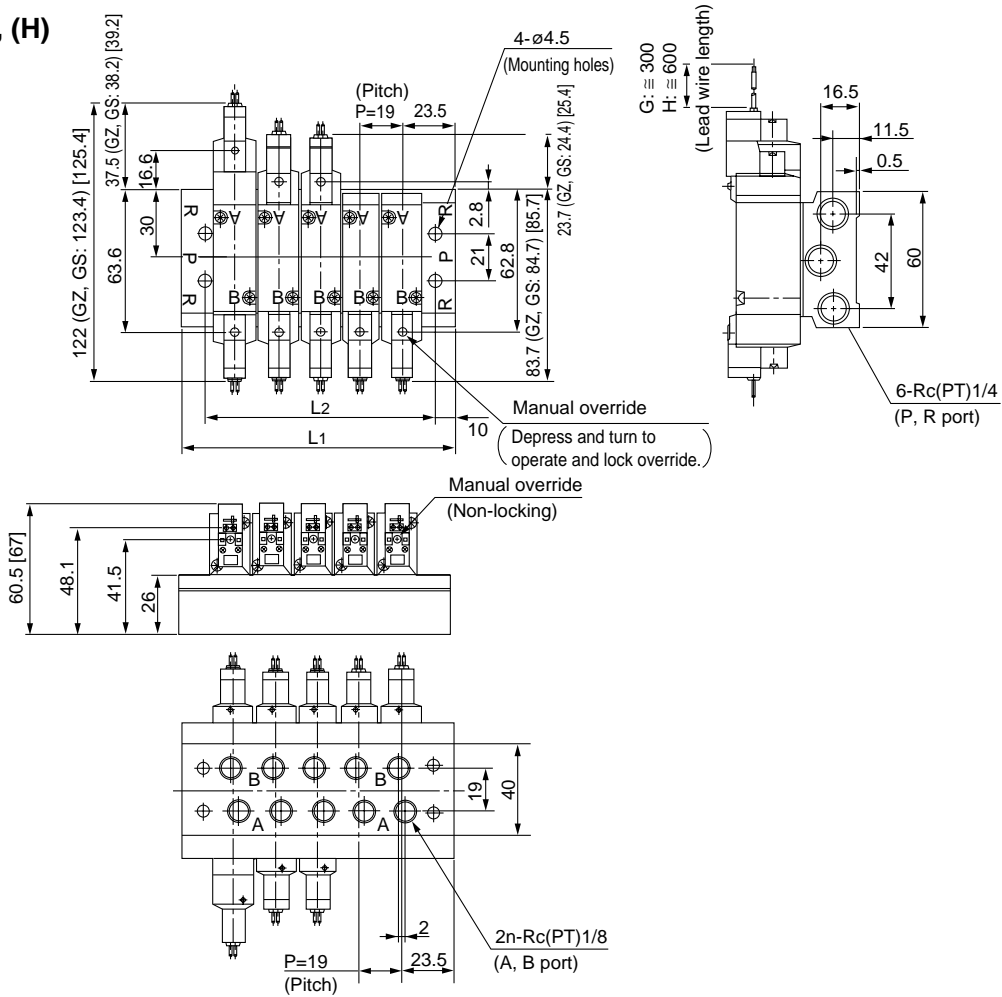 , (H)
4-ø4.5
(Mounting holes)
(Pitch)
P=19
23.5
37.5 (GZ, GS: 38.2) [39.2]
16.6
122 (GZ, GS: 123.4) [125.4]
63.6
30
R
P
R
A
A
A
A
A
B
B
B
B
B
R
P
R
2.8
21
62.8
23.7 (GZ, GS: 24.4) [25.4]
83.7 (GZ, GS: 84.7) [85.7]
L2
L1
10
Manual override
(Depress and turn to
operate and lock override.)
G: ≅ 300
H: ≅ 600
(Lead wire length)
16.5
11.5
0.5
42
60
6-Rc(PT)1/4
(P, R port)
Manual override
(Non-locking)
60.5 [67]
48.1
41.5
26
B
B
A
A
19
40
2
P=19
(Pitch)
23.5
2n-Rc(PT)1/8
(A, B port)